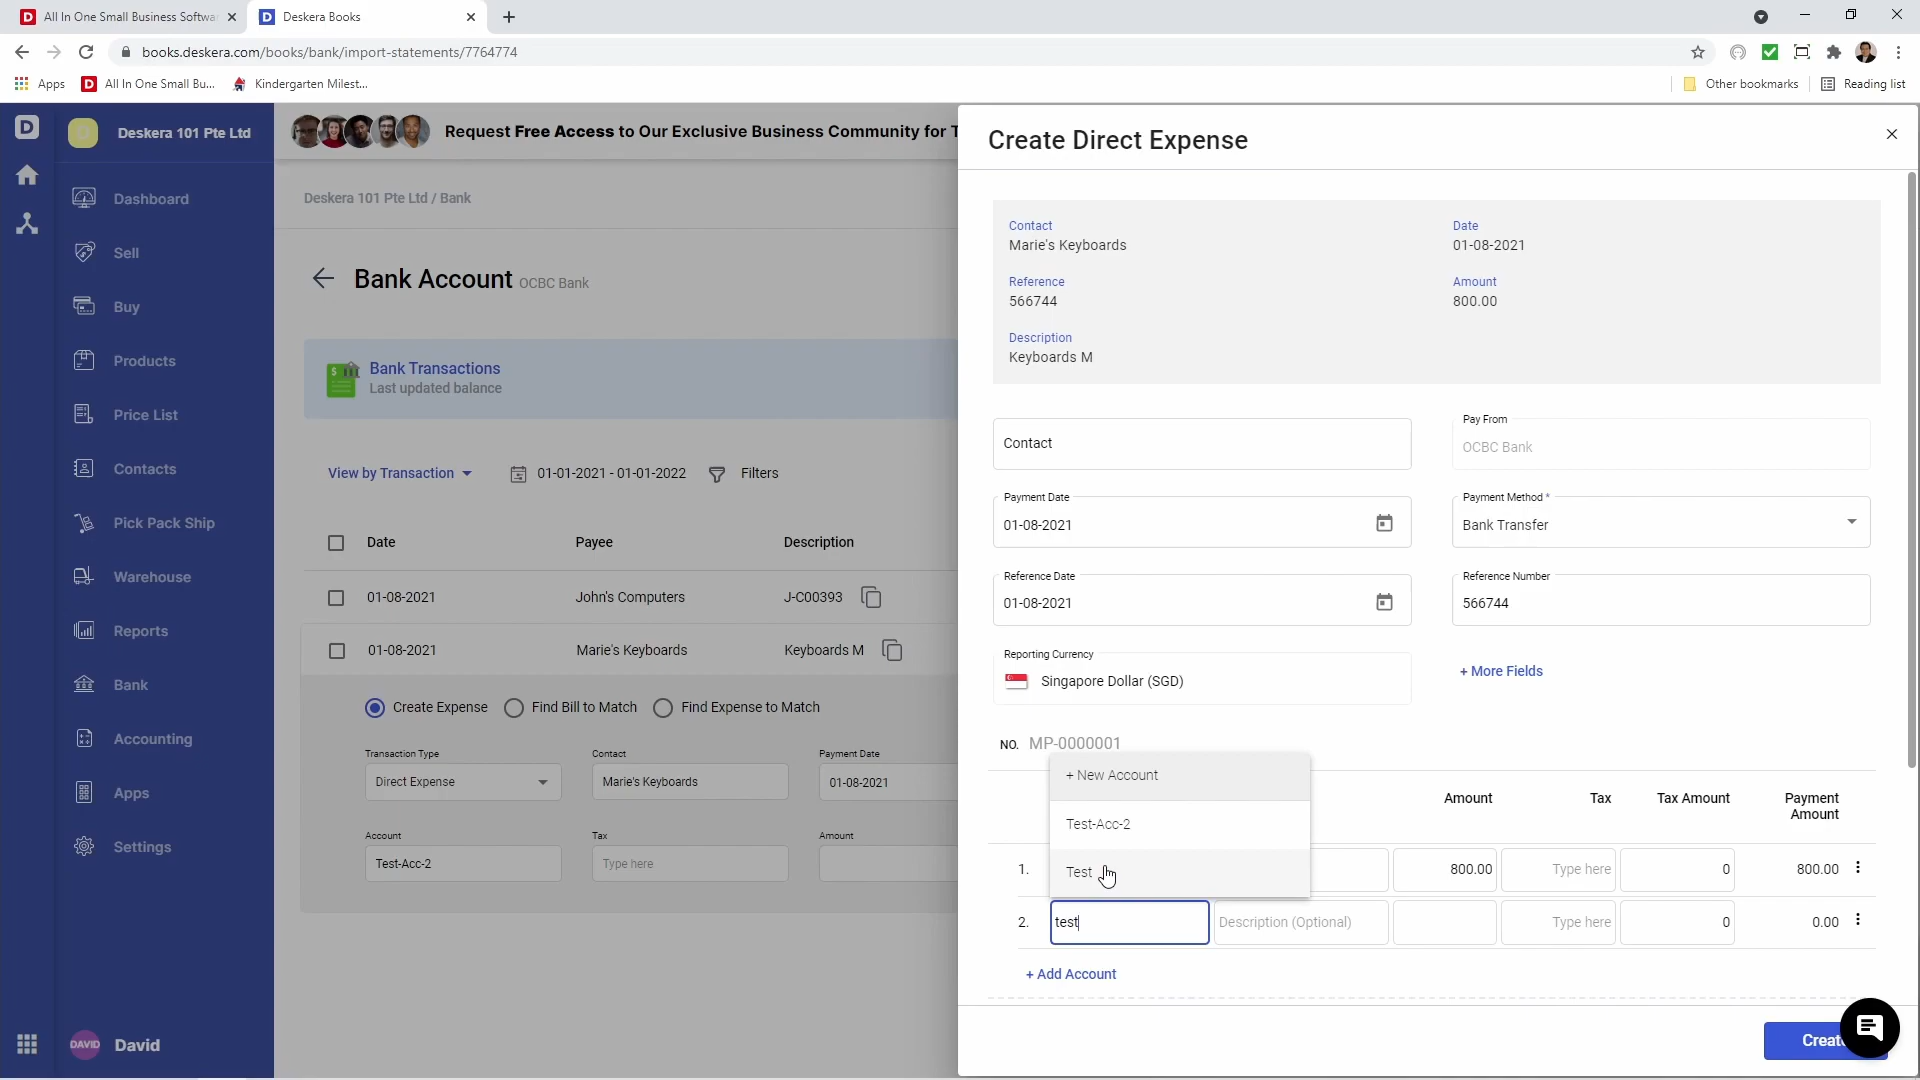 All In One Small Business Softwa
Deskera Books
books.deskera.com/books/bank/import-statements/7764774
Apps
All In One Small Bu...
Kindergarten Milest...
Other bookmarks
Reading list
Deskera 101 Pte Ltd
Dashboard
Sell
Buy
Products
Price List
Contacts
Pick Pack Ship
Warehouse
Reports
Bank
Accounting
Apps
Settings
DAVID
David
Request Free Access to Our Exclusive Business Community for T
Deskera 101 Pte Ltd / Bank
Bank Account OCBC Bank
Bank Transactions
Last updated balance
View by Transaction
01-01-2021 - 01-01-2022
Filters
Date Payee Description
01-08-2021 John's Computers J-C00393
01-08-2021 Marie's Keyboards Keyboards M
Create Expense Find Bill to Match Find Expense to Match
Transaction Type Contact Payment Date
Direct Expense Marie's Keyboards 01-08-2021
Account Tax Amount
Test-Acc-2 Type here
Create Direct Expense
Contact Date
Marie's Keyboards 01-08-2021
Reference Amount
566744 800.00
Description
Keyboards M
Contact
Pay From
OCBC Bank
Payment Date
01-08-2021
Payment Method *
Bank Transfer
Reference Date
01-08-2021
Reference Number
566744
Reporting Currency
Singapore Dollar (SGD)
+ More Fields
NO. MP-0000001
+ New Account
Test-Acc-2
Test
Amount Tax Tax Amount Payment Amount
1. 800.00 Type here 0 800.00
2. test Description (Optional) Type here 0 0.00
+ Add Account